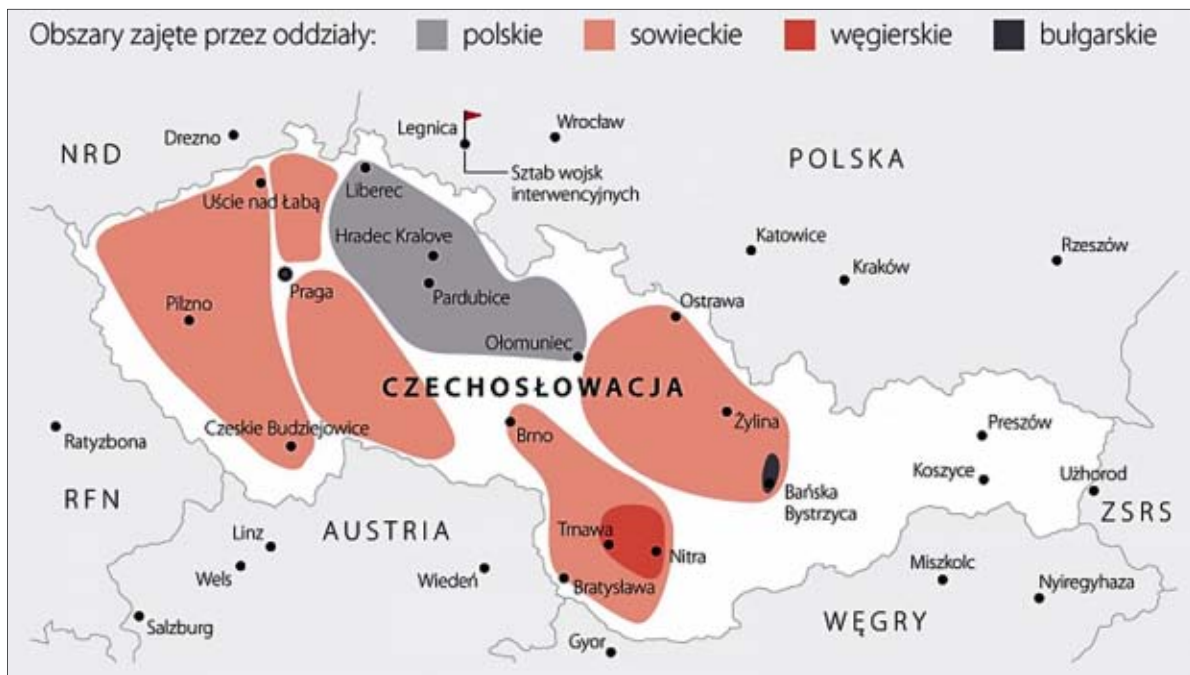 Obszary zajęte przez oddziały: polskie sowieckie węgierskie bułgarskie
NRD
Drezno
Legnica
Wrocław
Sztab wojsk
interwencyjnych
POLSKA
Uście nad Łabą
Liberec
Hradec Kralove
Pardubice
Katowice
Kraków
Rzeszów
Praga
Pilzno
Ołomuniec
Ostrawa
CZECHOSŁOWACJA
Ratyzbona
Czeskie Budziejowice
Brno
Żylina
Preszów
Koszyce
Użhorod
RFN
Bańska
Bystrzyca
ZSRS
Linz
AUSTRIA
Trnawa
Nitra
Wels
Wiedeń
Bratysława
Miszkolc
Nyiregyhaza
Salzburg
WĘGRY
Gyor